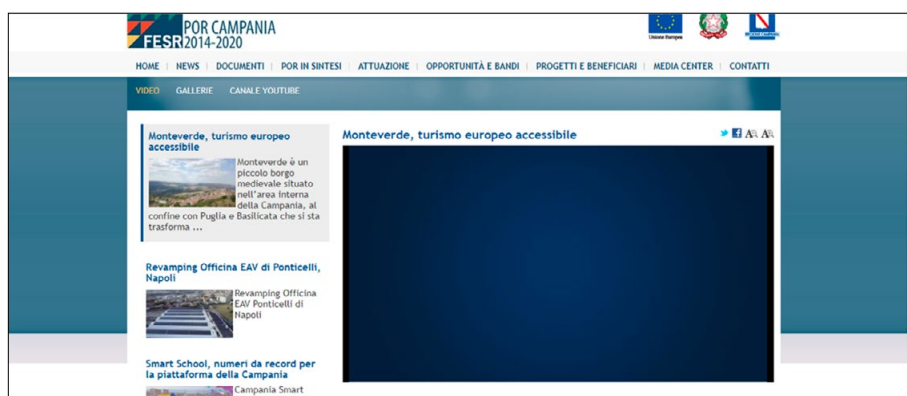 POR CAMPANIA
FESR 2014-2020
Unione Europea
REGIONE CAMPANIA
HOME | NEWS | DOCUMENTI | POR IN SINTESI | ATTUAZIONE | OPPORTUNITÀ E BANDI | PROGETTI E BENEFICIARI | MEDIA CENTER | CONTATTI
VIDEO GALLERIE CANALE YOUTUBE
Monteverde, turismo europeo
accessibile
Monteverde è un
piccolo borgo
medievale situato
nell'area interna
della Campania, al
confine con Puglia e Basilicata che si sta
trasforma ...
Revamping Officina EAV di Ponticelli,
Napoli
Revamping Officina
EAV Ponticelli di
Napoli
Smart School, numeri da record per
la piattaforma della Campania
Campania Smart
Monteverde, turismo europeo accessibile